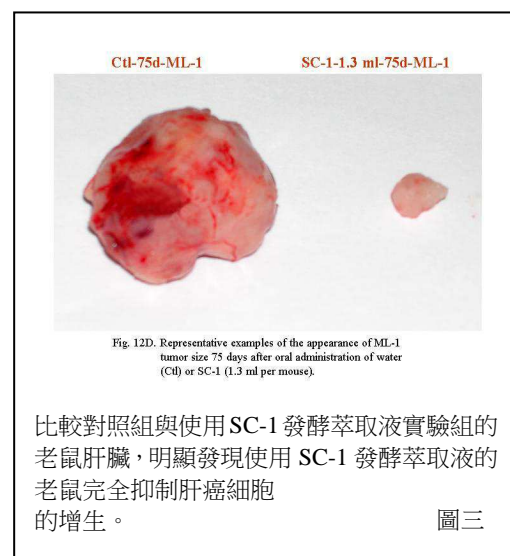 Ctl-75d-ML-1 SC-1-1.3 ml-75d-ML-1
Fig. 12D. Representative examples of the appearance of ML-1
tumor size 75 days after oral administration of water
(Ctl) or SC-1 (1.3 ml per mouse).
比較對照組與使用 SC-1 發酵萃取液實驗組的
老鼠肝臟，明顯發現使用 SC-1 發酵萃取液的
老鼠完全抑制肝癌細胞
的增生。 圖三